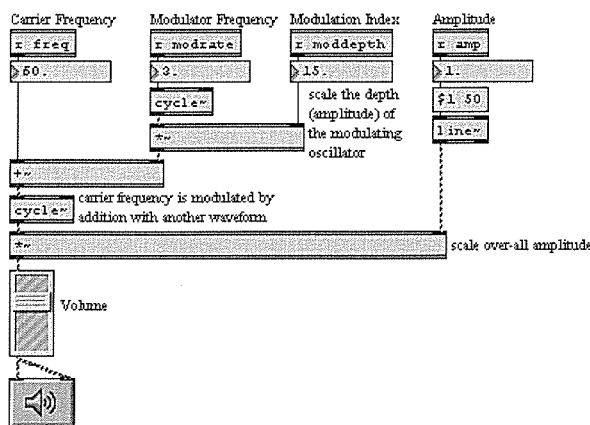 Carrier Frequency
Modulator Frequency
Modulation Index
Amplitude
r freq
r modrate
r moddepth
r amp
60.
3.
15.
1.
cycle~
scale the depth
(amplitude) of
the modulating
oscillator
$1 50
*~
line~
+~
cycle~
carrier frequency is modulated by
addition with another waveform
*~
scale over-all amplitude
Volume